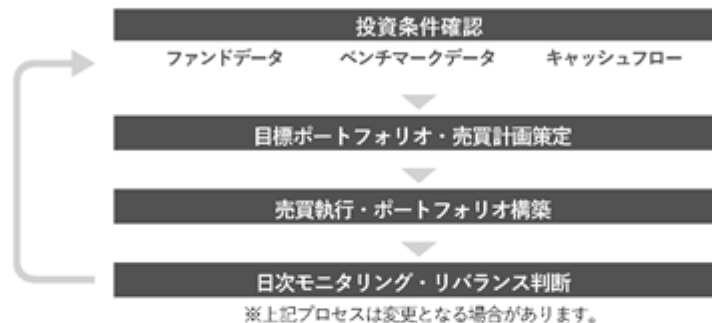 投資条件確認
ファンドデータ ベンチマークデータ キャッシュフロー
目標ポートフォリオ・売買計画策定
売買執行・ポートフォリオ構築
日次モニタリング・リバランス判断
※上記プロセスは変更となる場合があります。